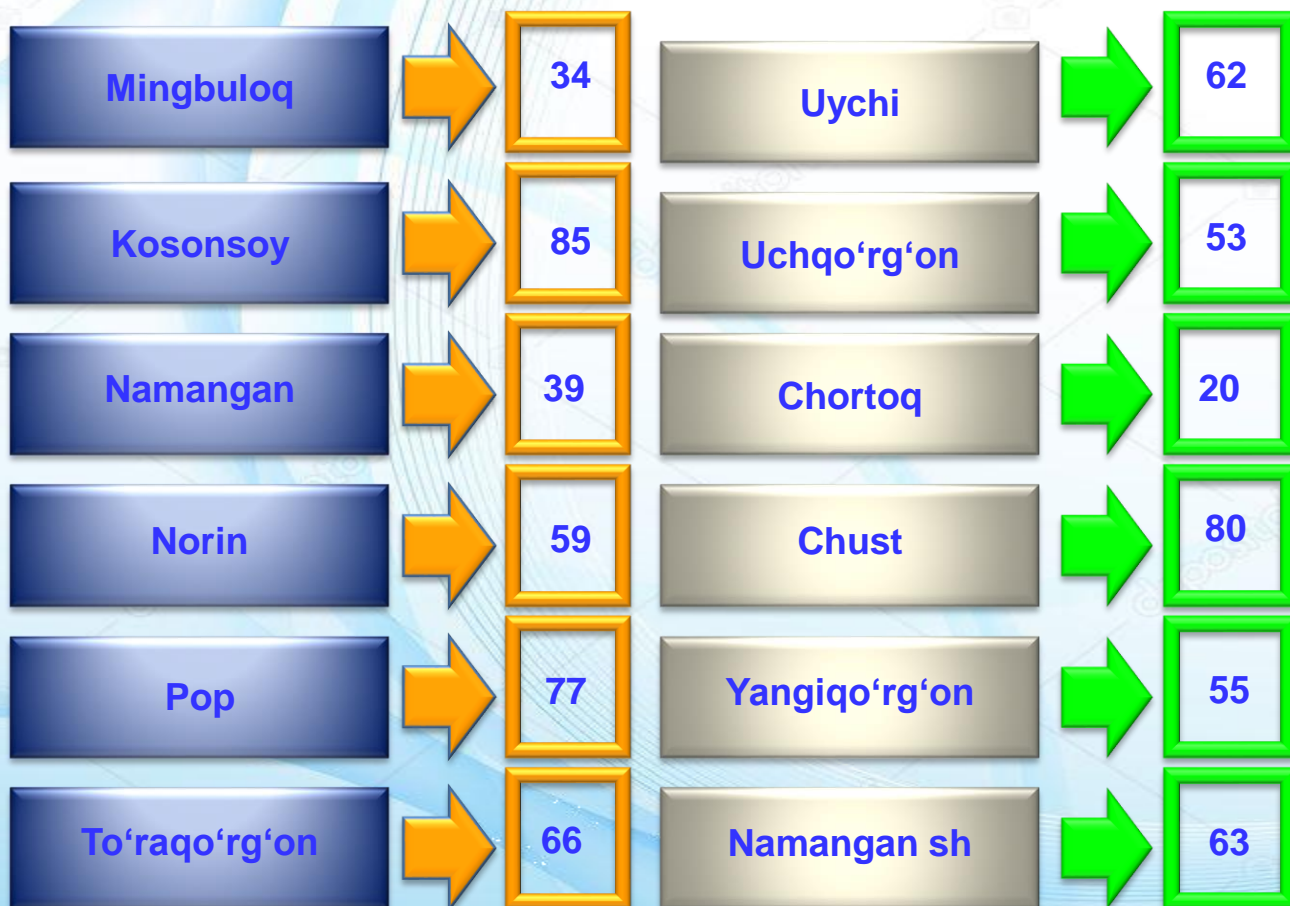 Mingbuloq 34
Kosonsoy 85
Namangan 39
Norin 59
Pop 77
To‘raqo‘rg‘on 66
Uychi 62
Uchqo‘rg‘on 53
Chortoq 20
Chust 80
Yangiqo‘rg‘on 55
Namangan sh 63